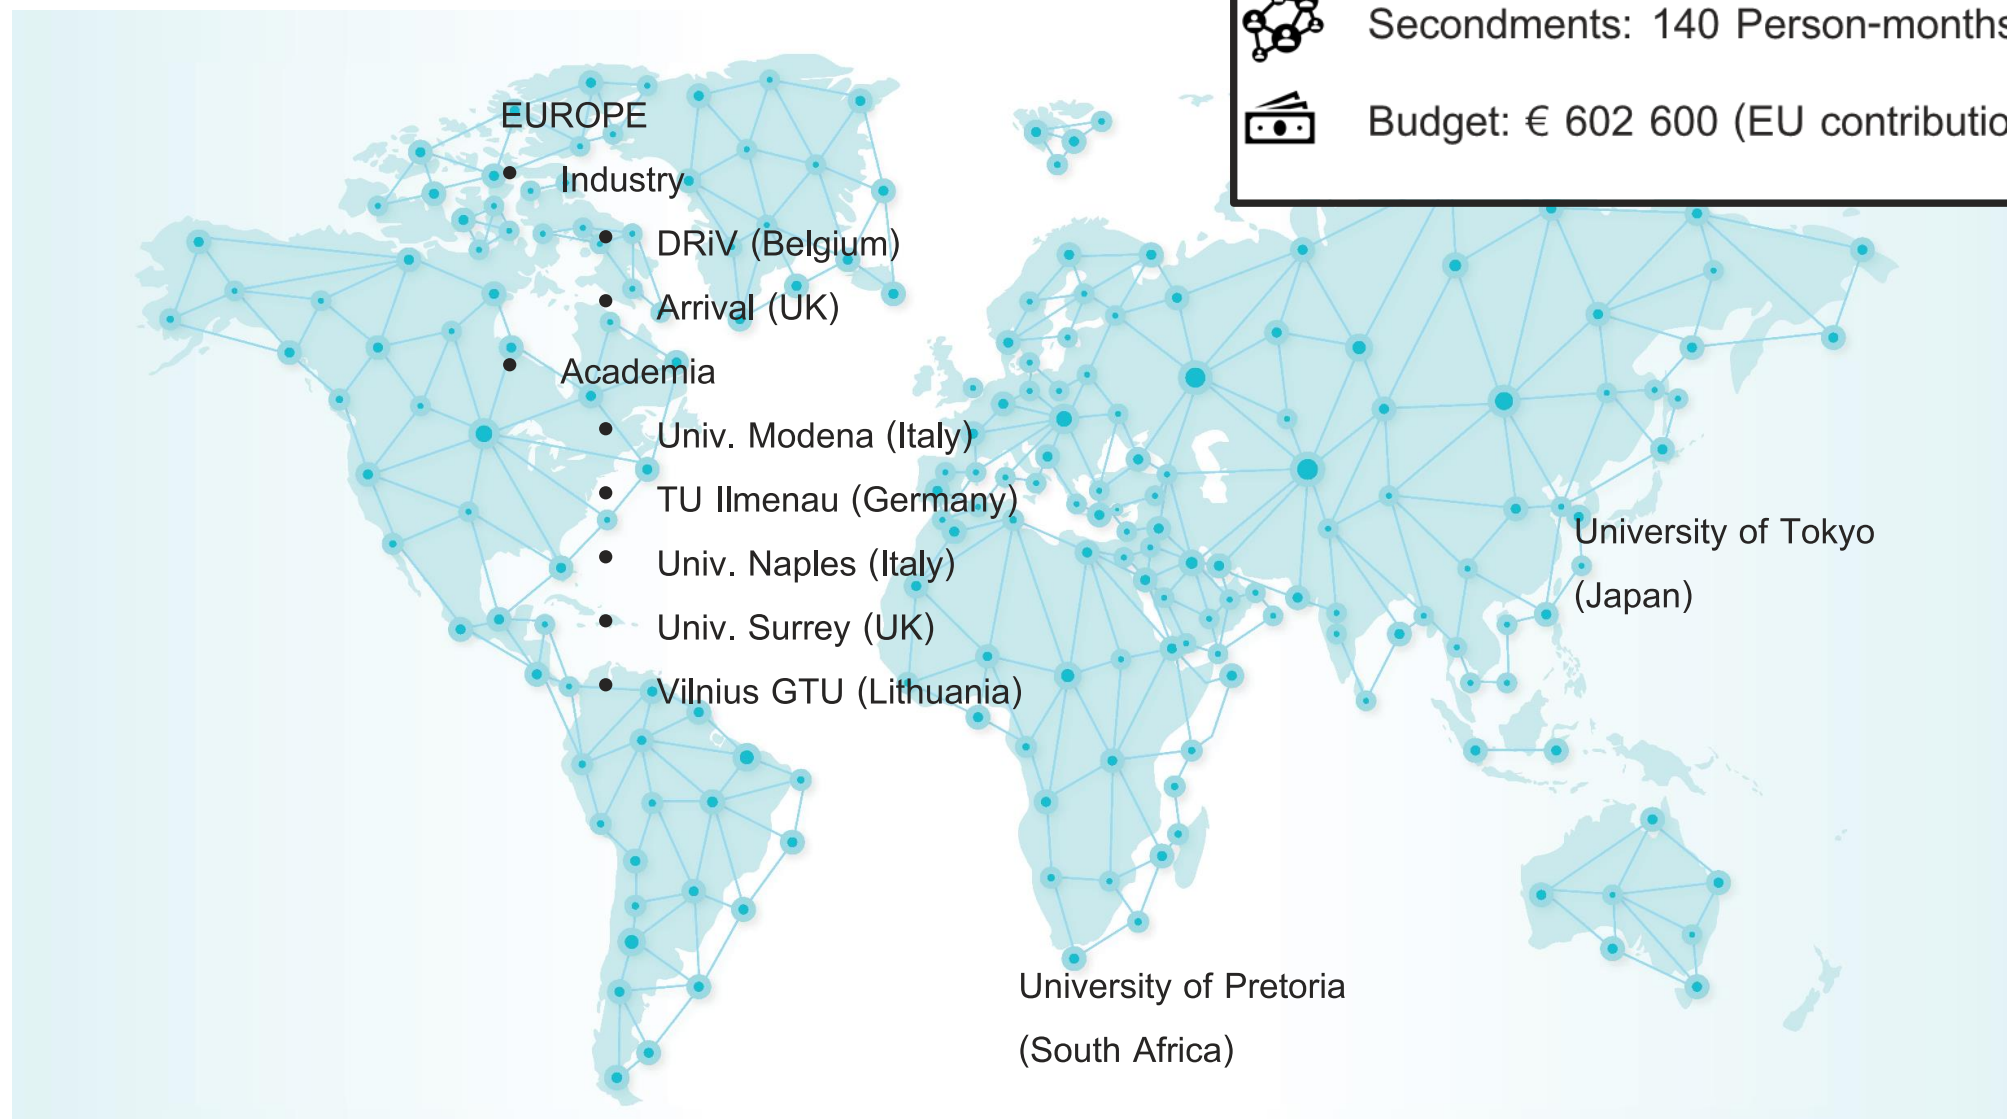 Secondments: 140 Person-months
Budget: € 602 600 (EU contributio
EUROPE
• Industry
• DRiV (Belgium)
• Arrival (UK)
• Academia
• Univ. Modena (Italy)
• TU Ilmenau (Germany)
• Univ. Naples (Italy)
• Univ. Surrey (UK)
• Vilnius GTU (Lithuania)
University of Tokyo
(Japan)
University of Pretoria
(South Africa)